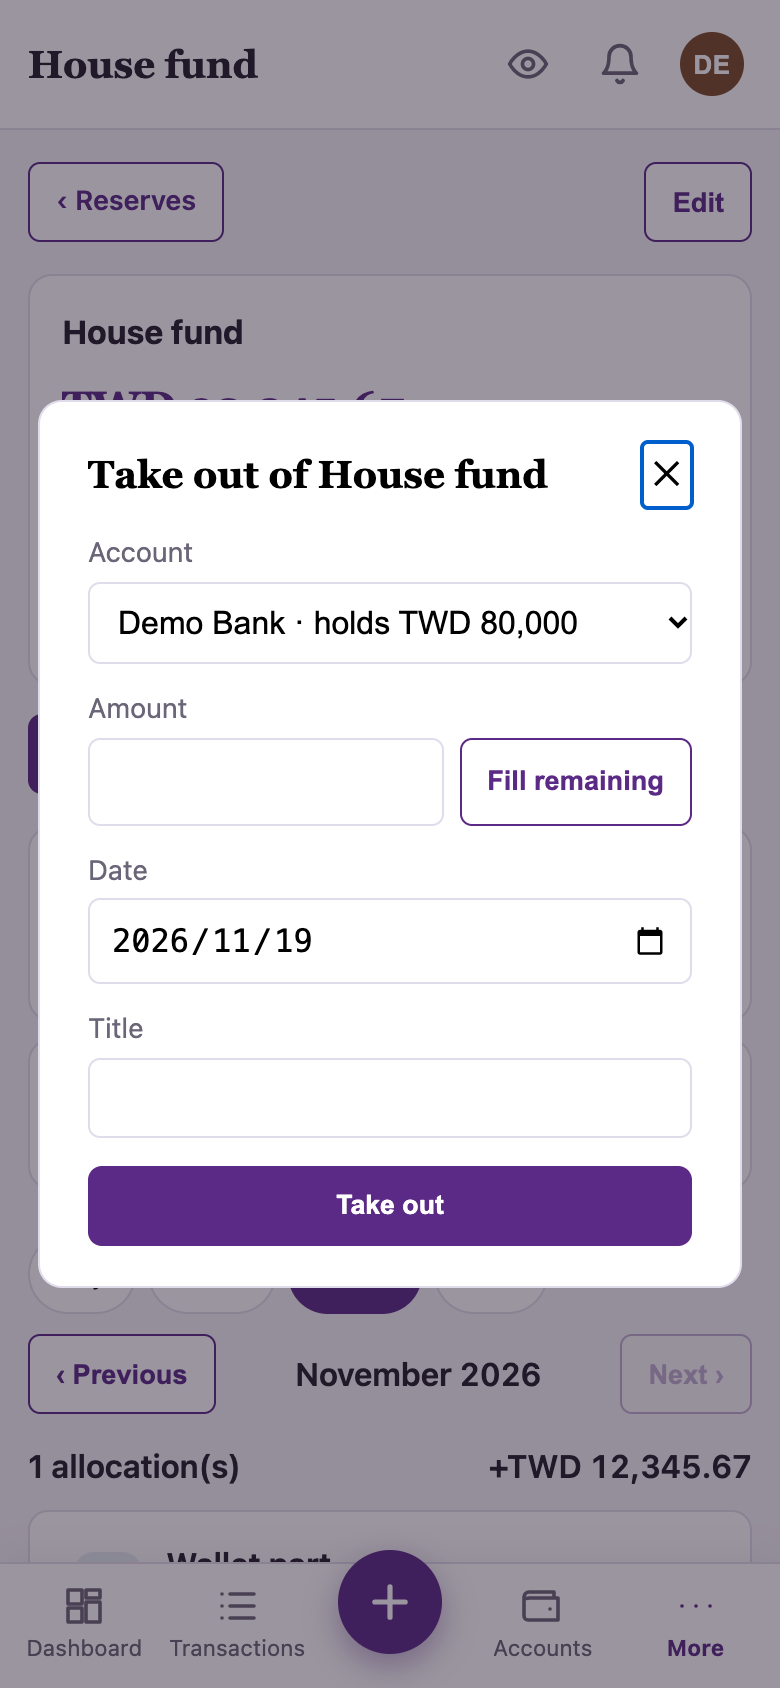 House fund
DE
‹ Reserves
Edit
House fund
Take out of House fund
Account
Demo Bank · holds TWD 80,000
Amount
Fill remaining
Date
2026/11/19
Title
Take out
‹ Previous
November 2026
Next ›
1 allocation(s)
+TWD 12,345.67
Wallet part
Dashboard
Transactions
Accounts
More